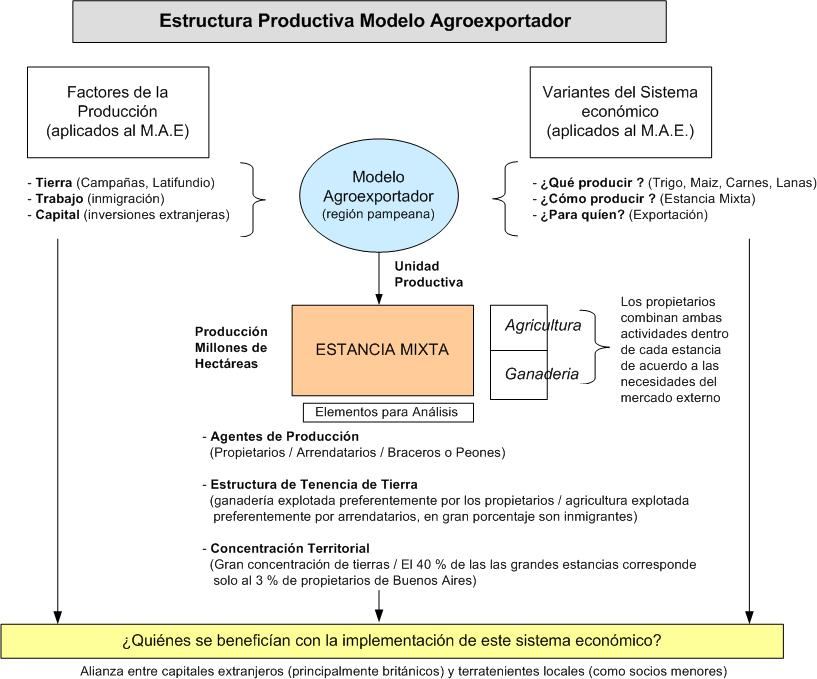 Estructura Productiva Modelo Agroexportador
Factores de la
Producción
(aplicados al M.A.E)
- Tierra (Campañas, Latifundio)
- Trabajo (inmigración)
- Capital (inversiones extranjeras)
Modelo
Agroexportador
(región pampeana)
Variantes del Sistema
económico
(aplicados al M.A.E.)
- ¿Qué producir ? (Trigo, Maiz, Carnes, Lanas)
- ¿Cómo producir ? (Estancia Mixta)
- ¿Para quíen? (Exportación)
Unidad
Productiva
Producción
Millones de
Hectáreas
ESTANCIA MIXTA
Agricultura
Ganaderia
Los propietarios
combinan ambas
actividades dentro
de cada estancia
de acuerdo a las
necesidades del
mercado externo
Elementos para Análisis
- Agentes de Producción
(Propietarios / Arrendatarios / Braceros o Peones)
- Estructura de Tenencia de Tierra
(ganadería explotada preferentemente por los propietarios / agricultura explotada
preferentemente por arrendatarios, en gran porcentaje son inmigrantes)
- Concentración Territorial
(Gran concentración de tierras / El 40 % de las las grandes estancias corresponde
solo al 3 % de propietarios de Buenos Aires)
¿Quiénes se benefician con la implementación de este sistema económico?
Alianza entre capitales extranjeros (principalmente británicos) y terratenientes locales (como socios menores)